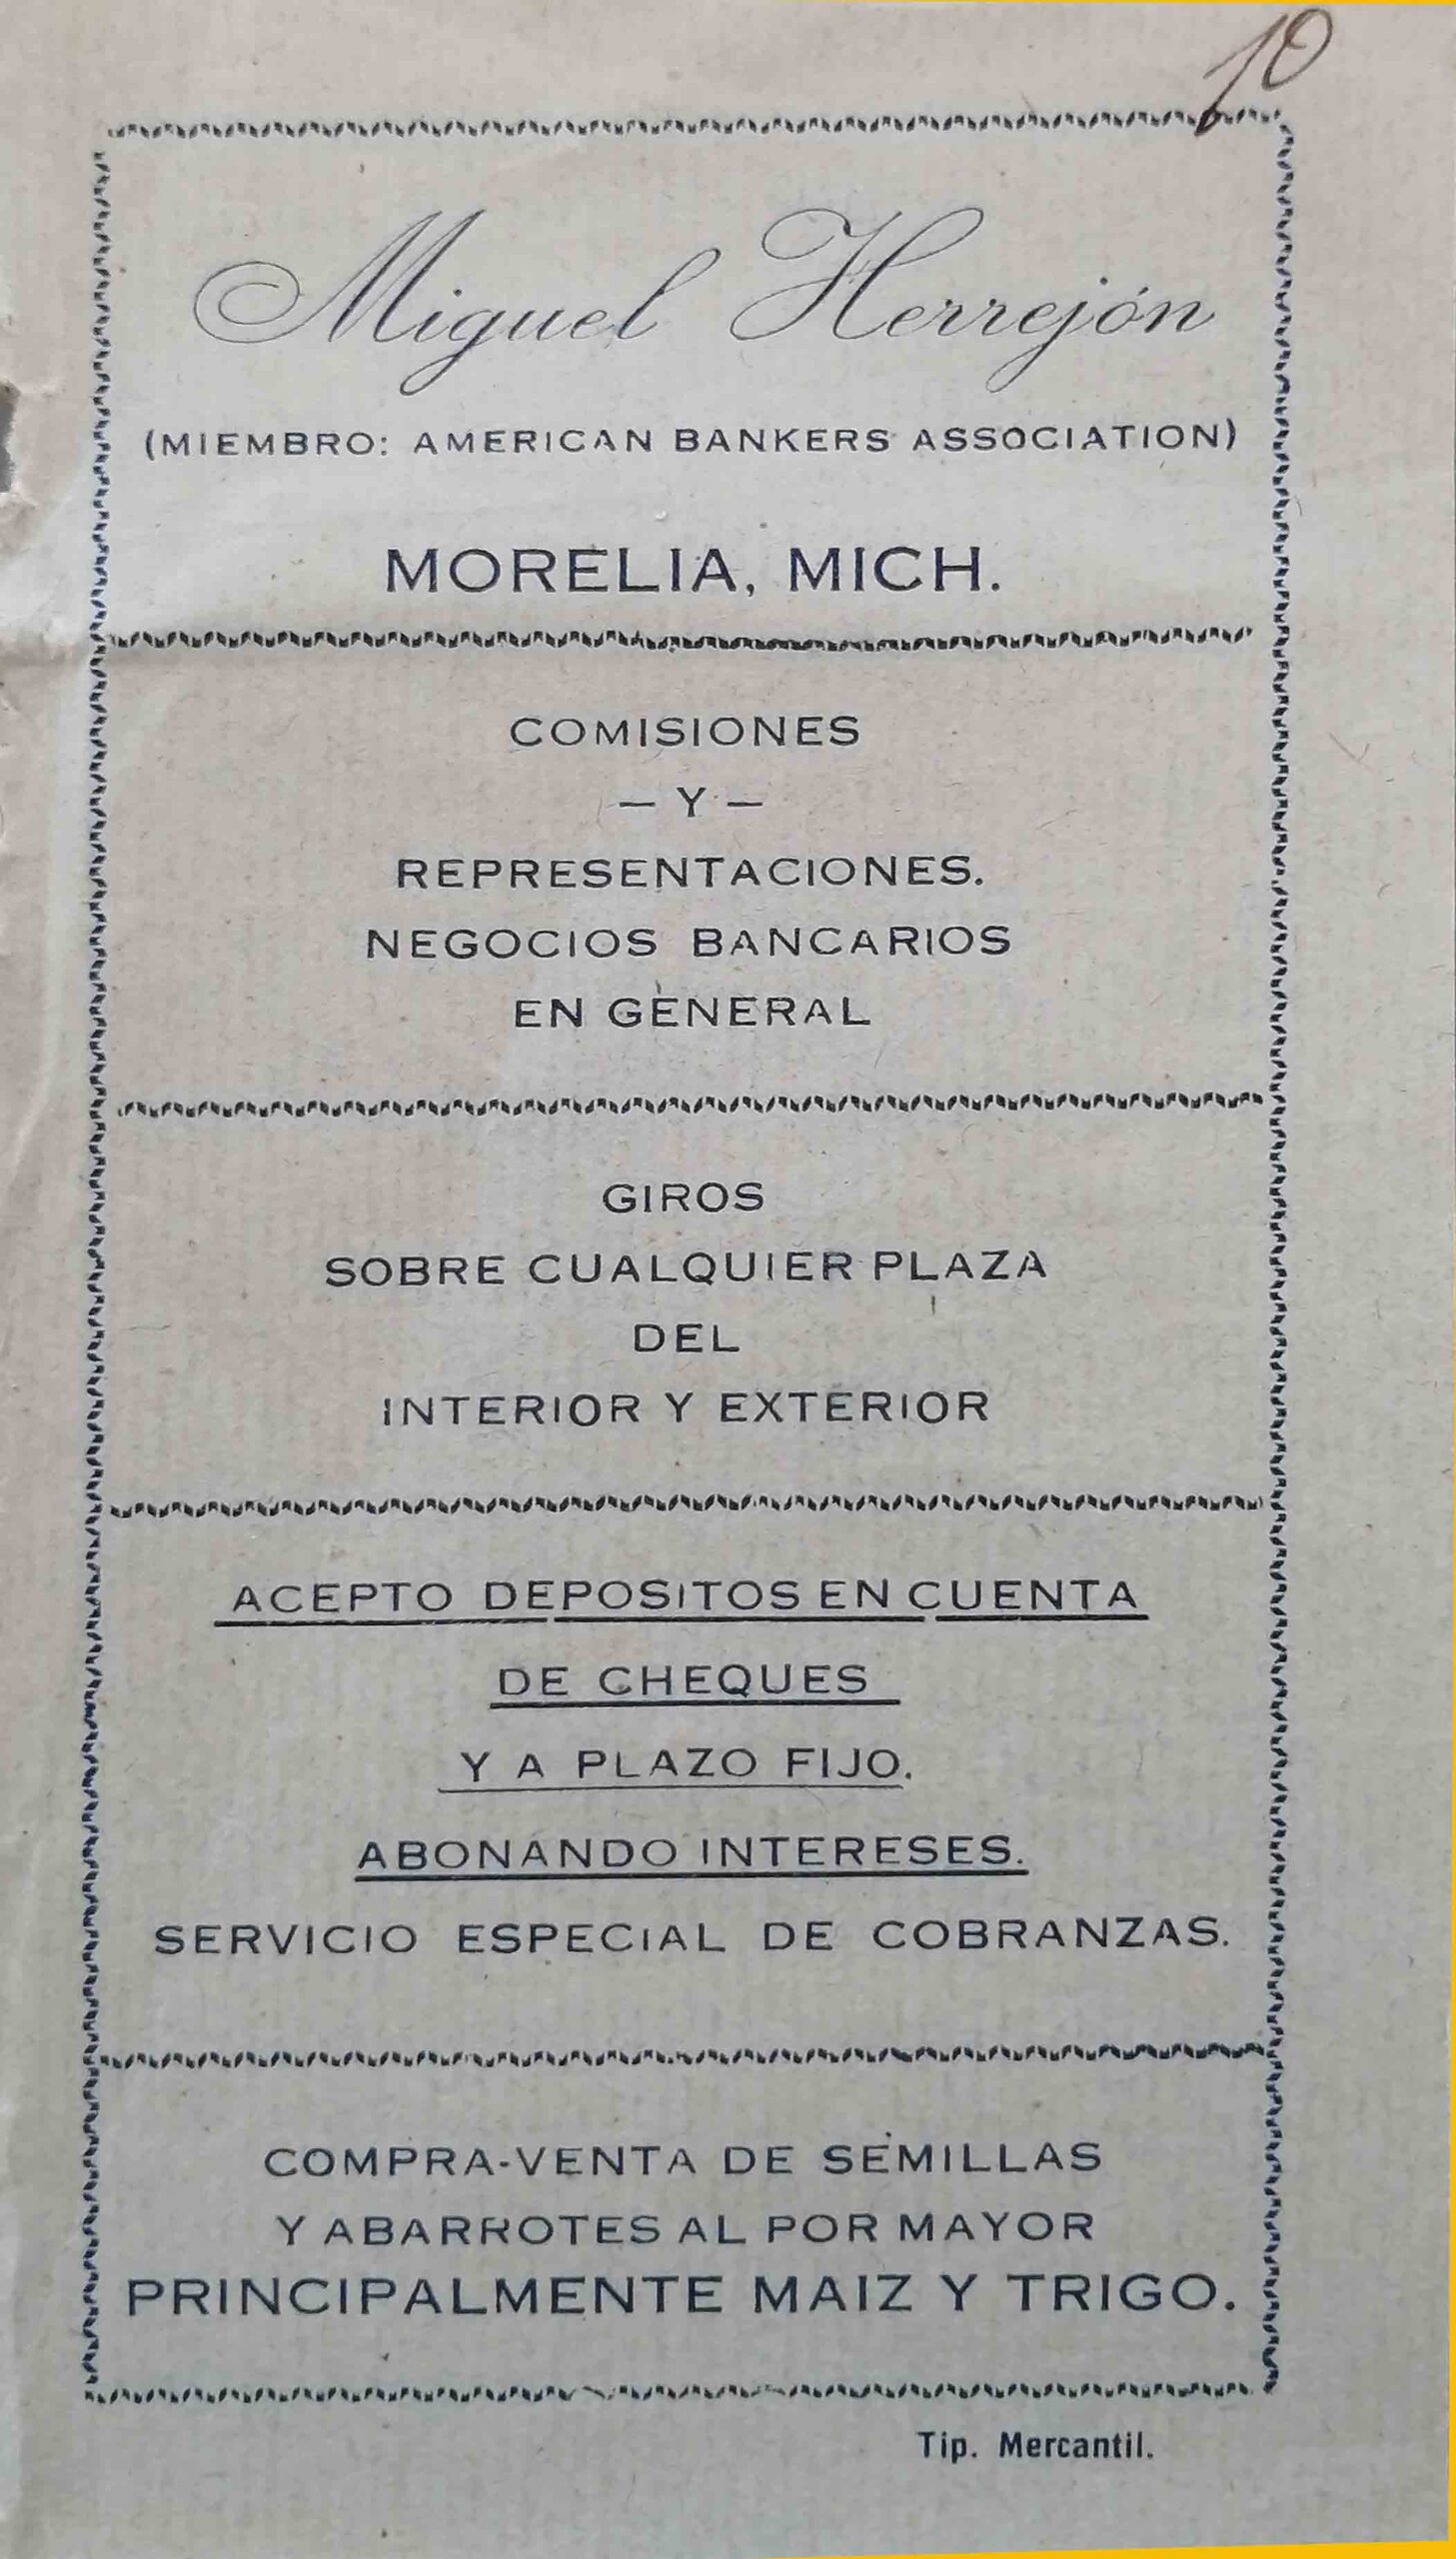 10
Miguel Herrejón
(MIEMBRO: AMERICAN BANKERS ASSOCIATION)
MORELIA, MICH.
COMISIONES
— Y —
REPRESENTACIONES.
NEGOCIOS BANCARIOS
EN GENERAL
GIROS
SOBRE CUALQUIER PLAZA
DEL
INTERIOR Y EXTERIOR
ACEPTO DEPOSITOS EN CUENTA
DE CHEQUES
Y A PLAZO FIJO.
ABONANDO INTERESES.
SERVICIO ESPECIAL DE COBRANZAS.
COMPRA-VENTA DE SEMILLAS
Y ABARROTES AL POR MAYOR
PRINCIPALMENTE MAIZ Y TRIGO.
Tip. Mercantil.